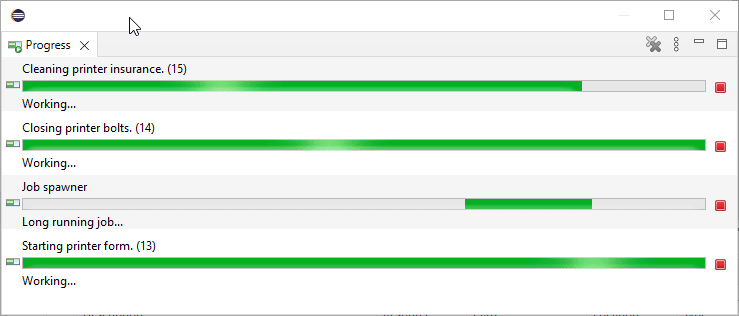 Progress
Cleaning printer insurance. (15)
Working...
Closing printer bolts. (14)
Working...
Job spawner
Long running job...
Starting printer form. (13)
Working...